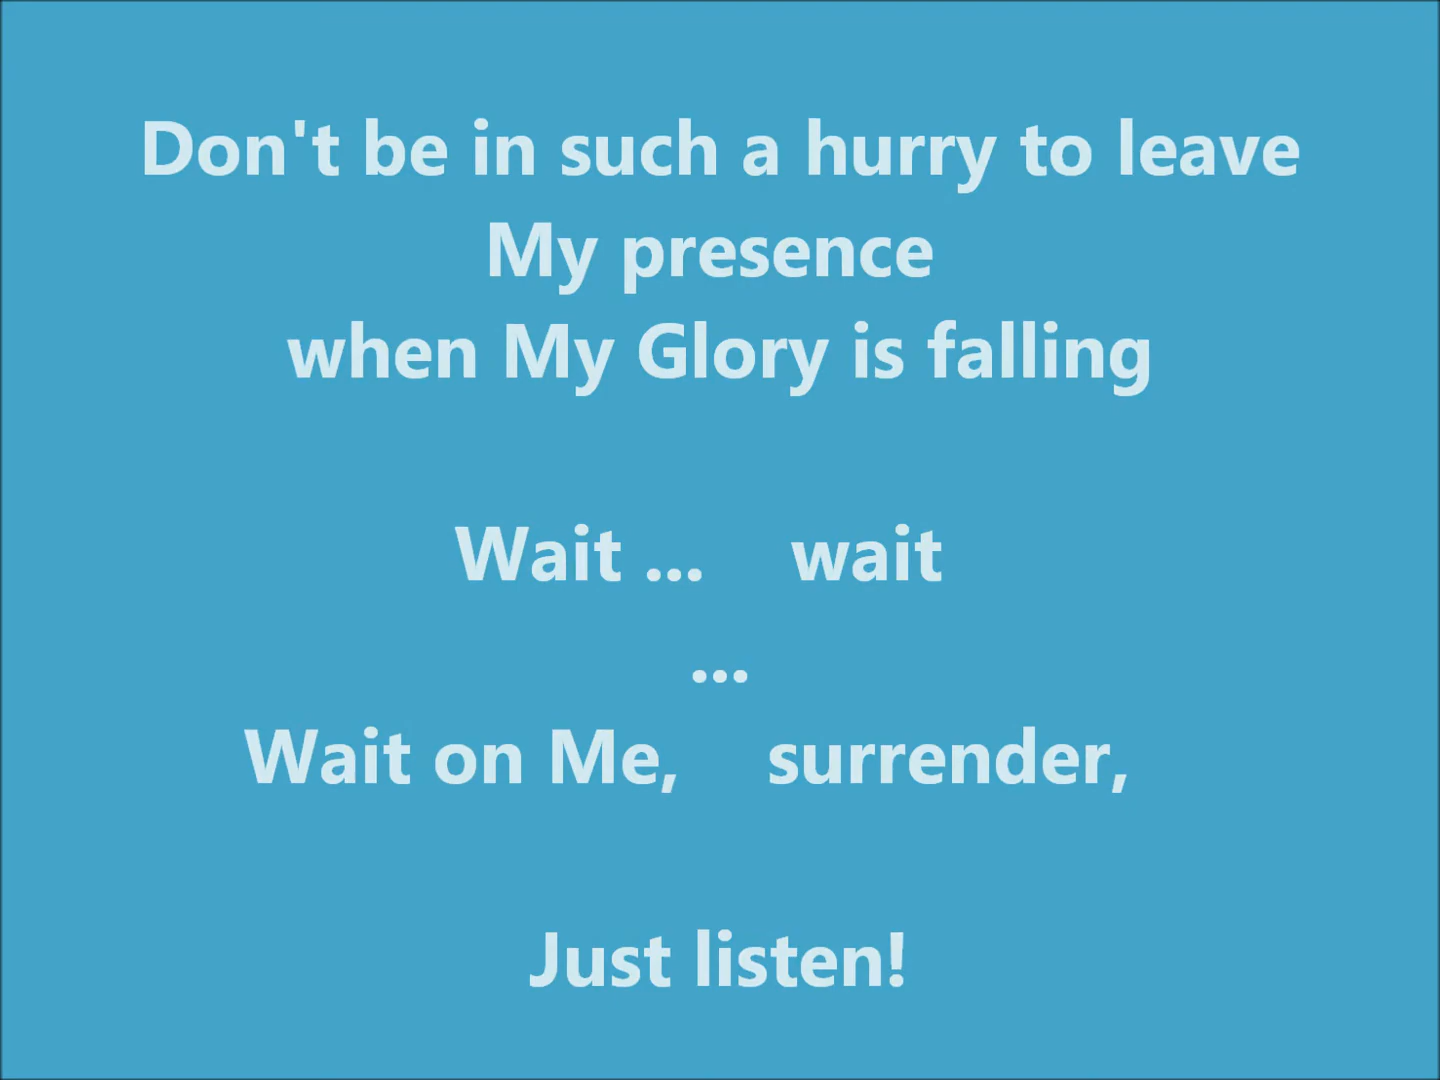 Don't be in such a hurry to leave
My presence
when My Glory is falling
Wait ... wait
...
Wait on Me, surrender,
Just listen!